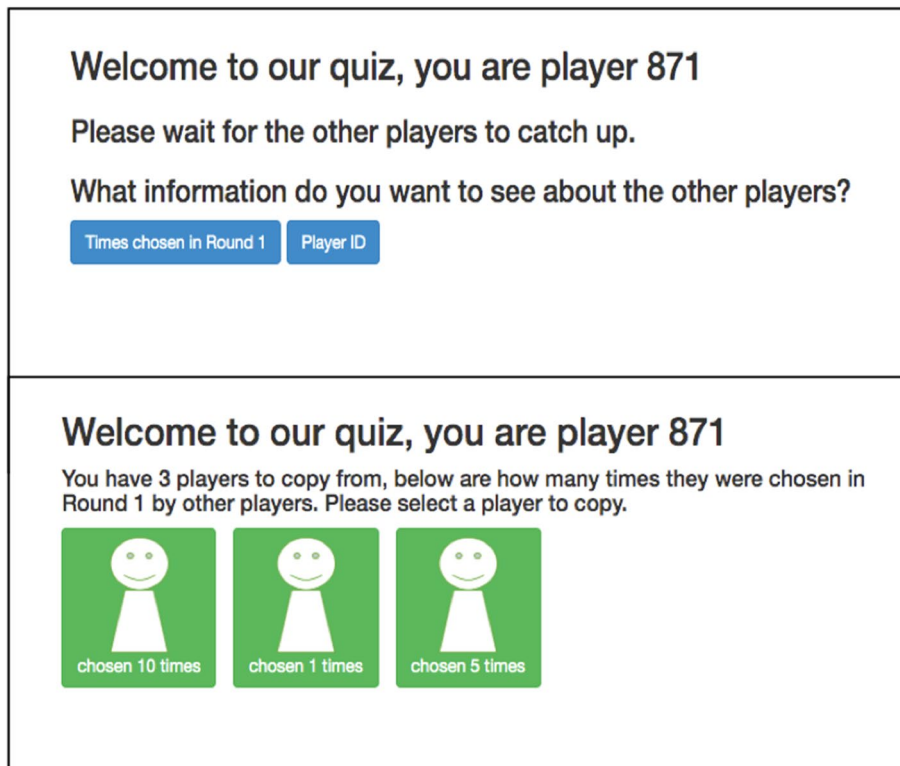 Welcome to our quiz, you are player 871
Please wait for the other players to catch up.
What information do you want to see about the other players?
Times chosen in Round 1 Player ID
Welcome to our quiz, you are player 871
You have 3 players to copy from, below are how many times they were chosen in
Round 1 by other players. Please select a player to copy.
chosen 10 times chosen 1 times chosen 5 times